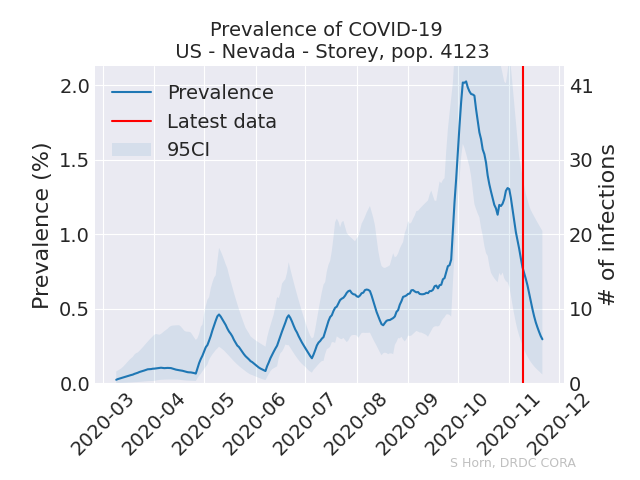 Prevalence of COVID-19
US - Nevada - Storey, pop. 4123
Prevalence
Latest data
95CI
Prevalence (%)
2.0
1.5
1.0
0.5
0.0
41
30
20
10
0
# of infections
2020-03
2020-04
2020-05
2020-06
2020-07
2020-08
2020-09
2020-10
2020-11
2020-12
S Horn, DRDC CORA